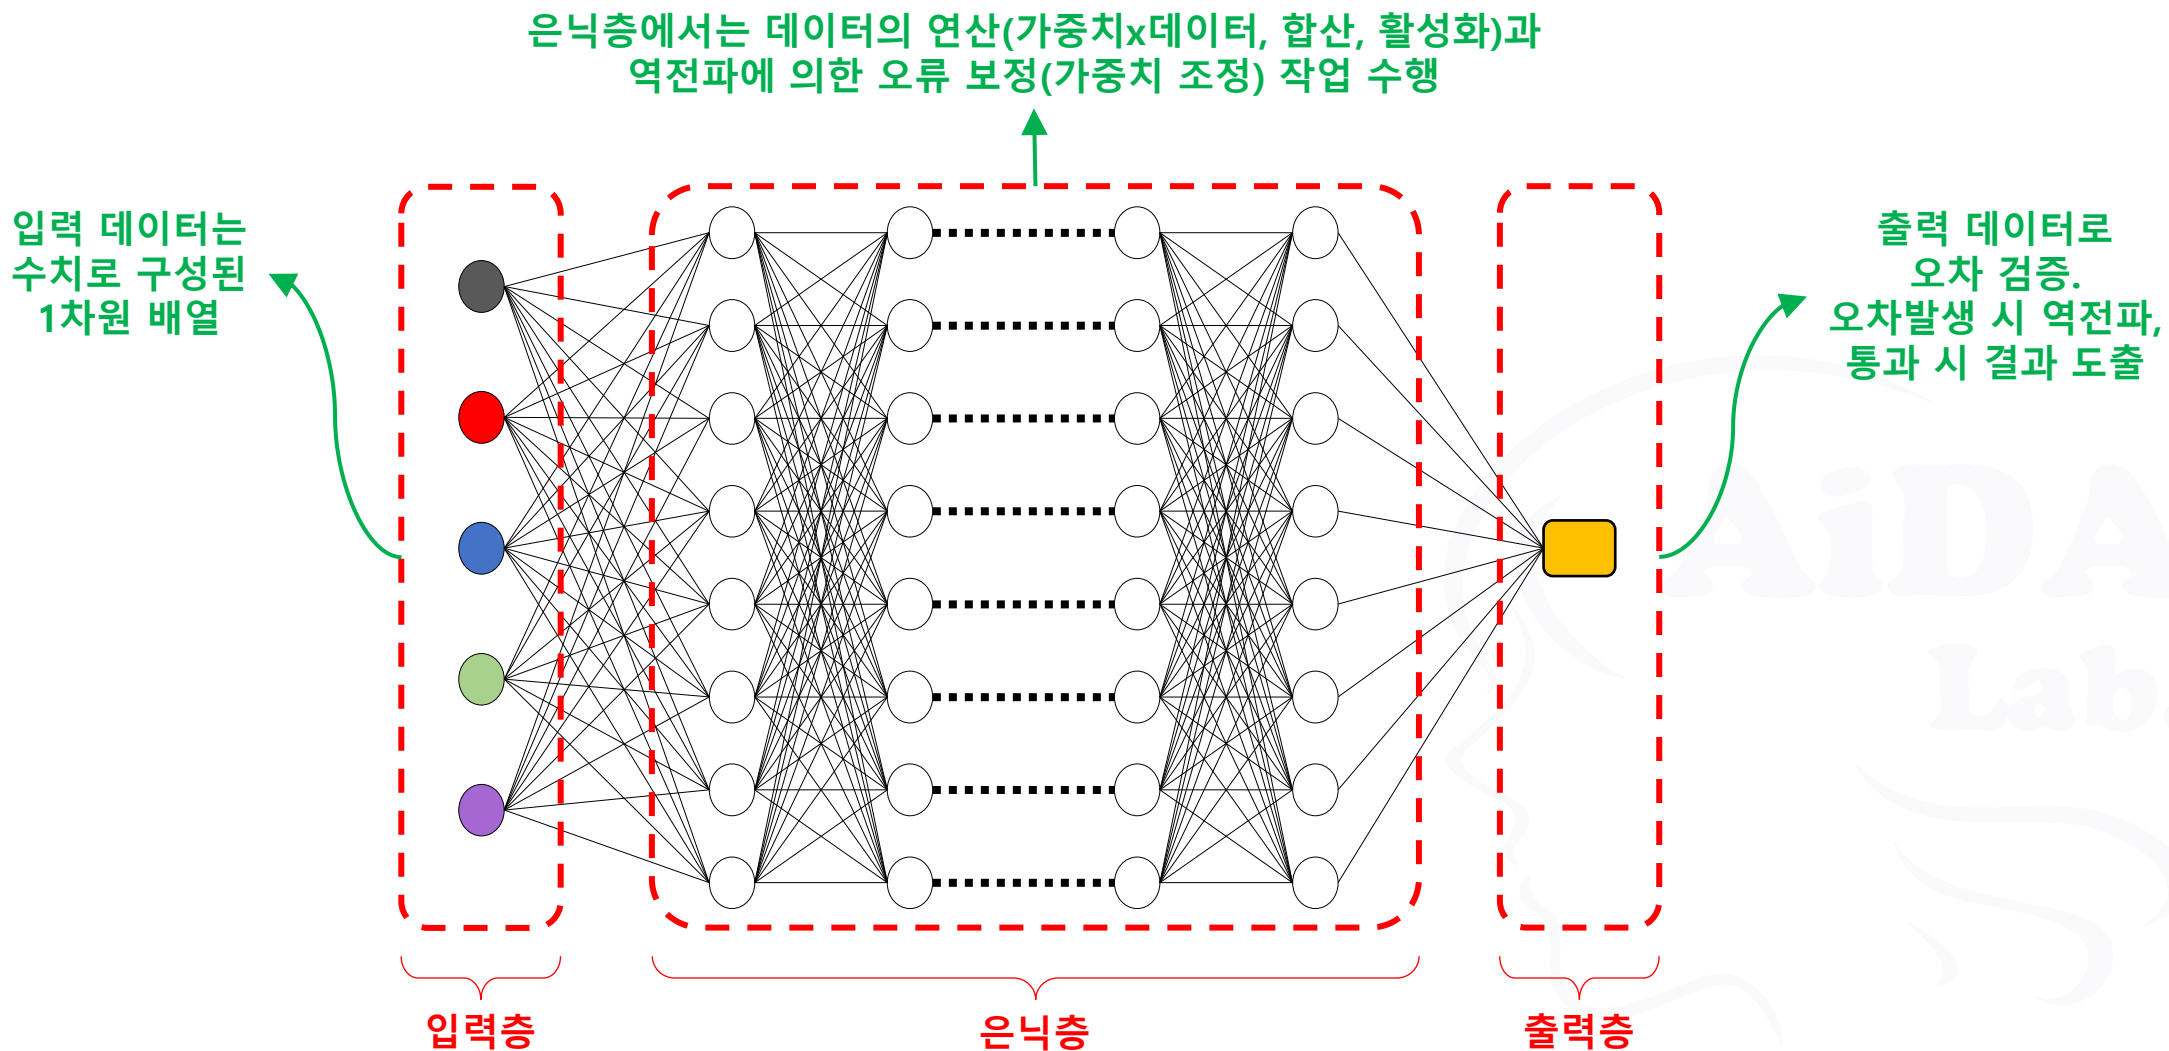 은닉층에서는 데이터의 연산(가중치x데이터, 합산, 활성화)과
역전파에 의한 오류 보정(가중치 조정) 작업 수행
입력 데이터는
수치로 구성된
1차원 배열
출력 데이터로
오차 검증.
오차발생 시 역전파,
통과 시 결과 도출
AiDA
Lab.
입력층
은닉층
출력층